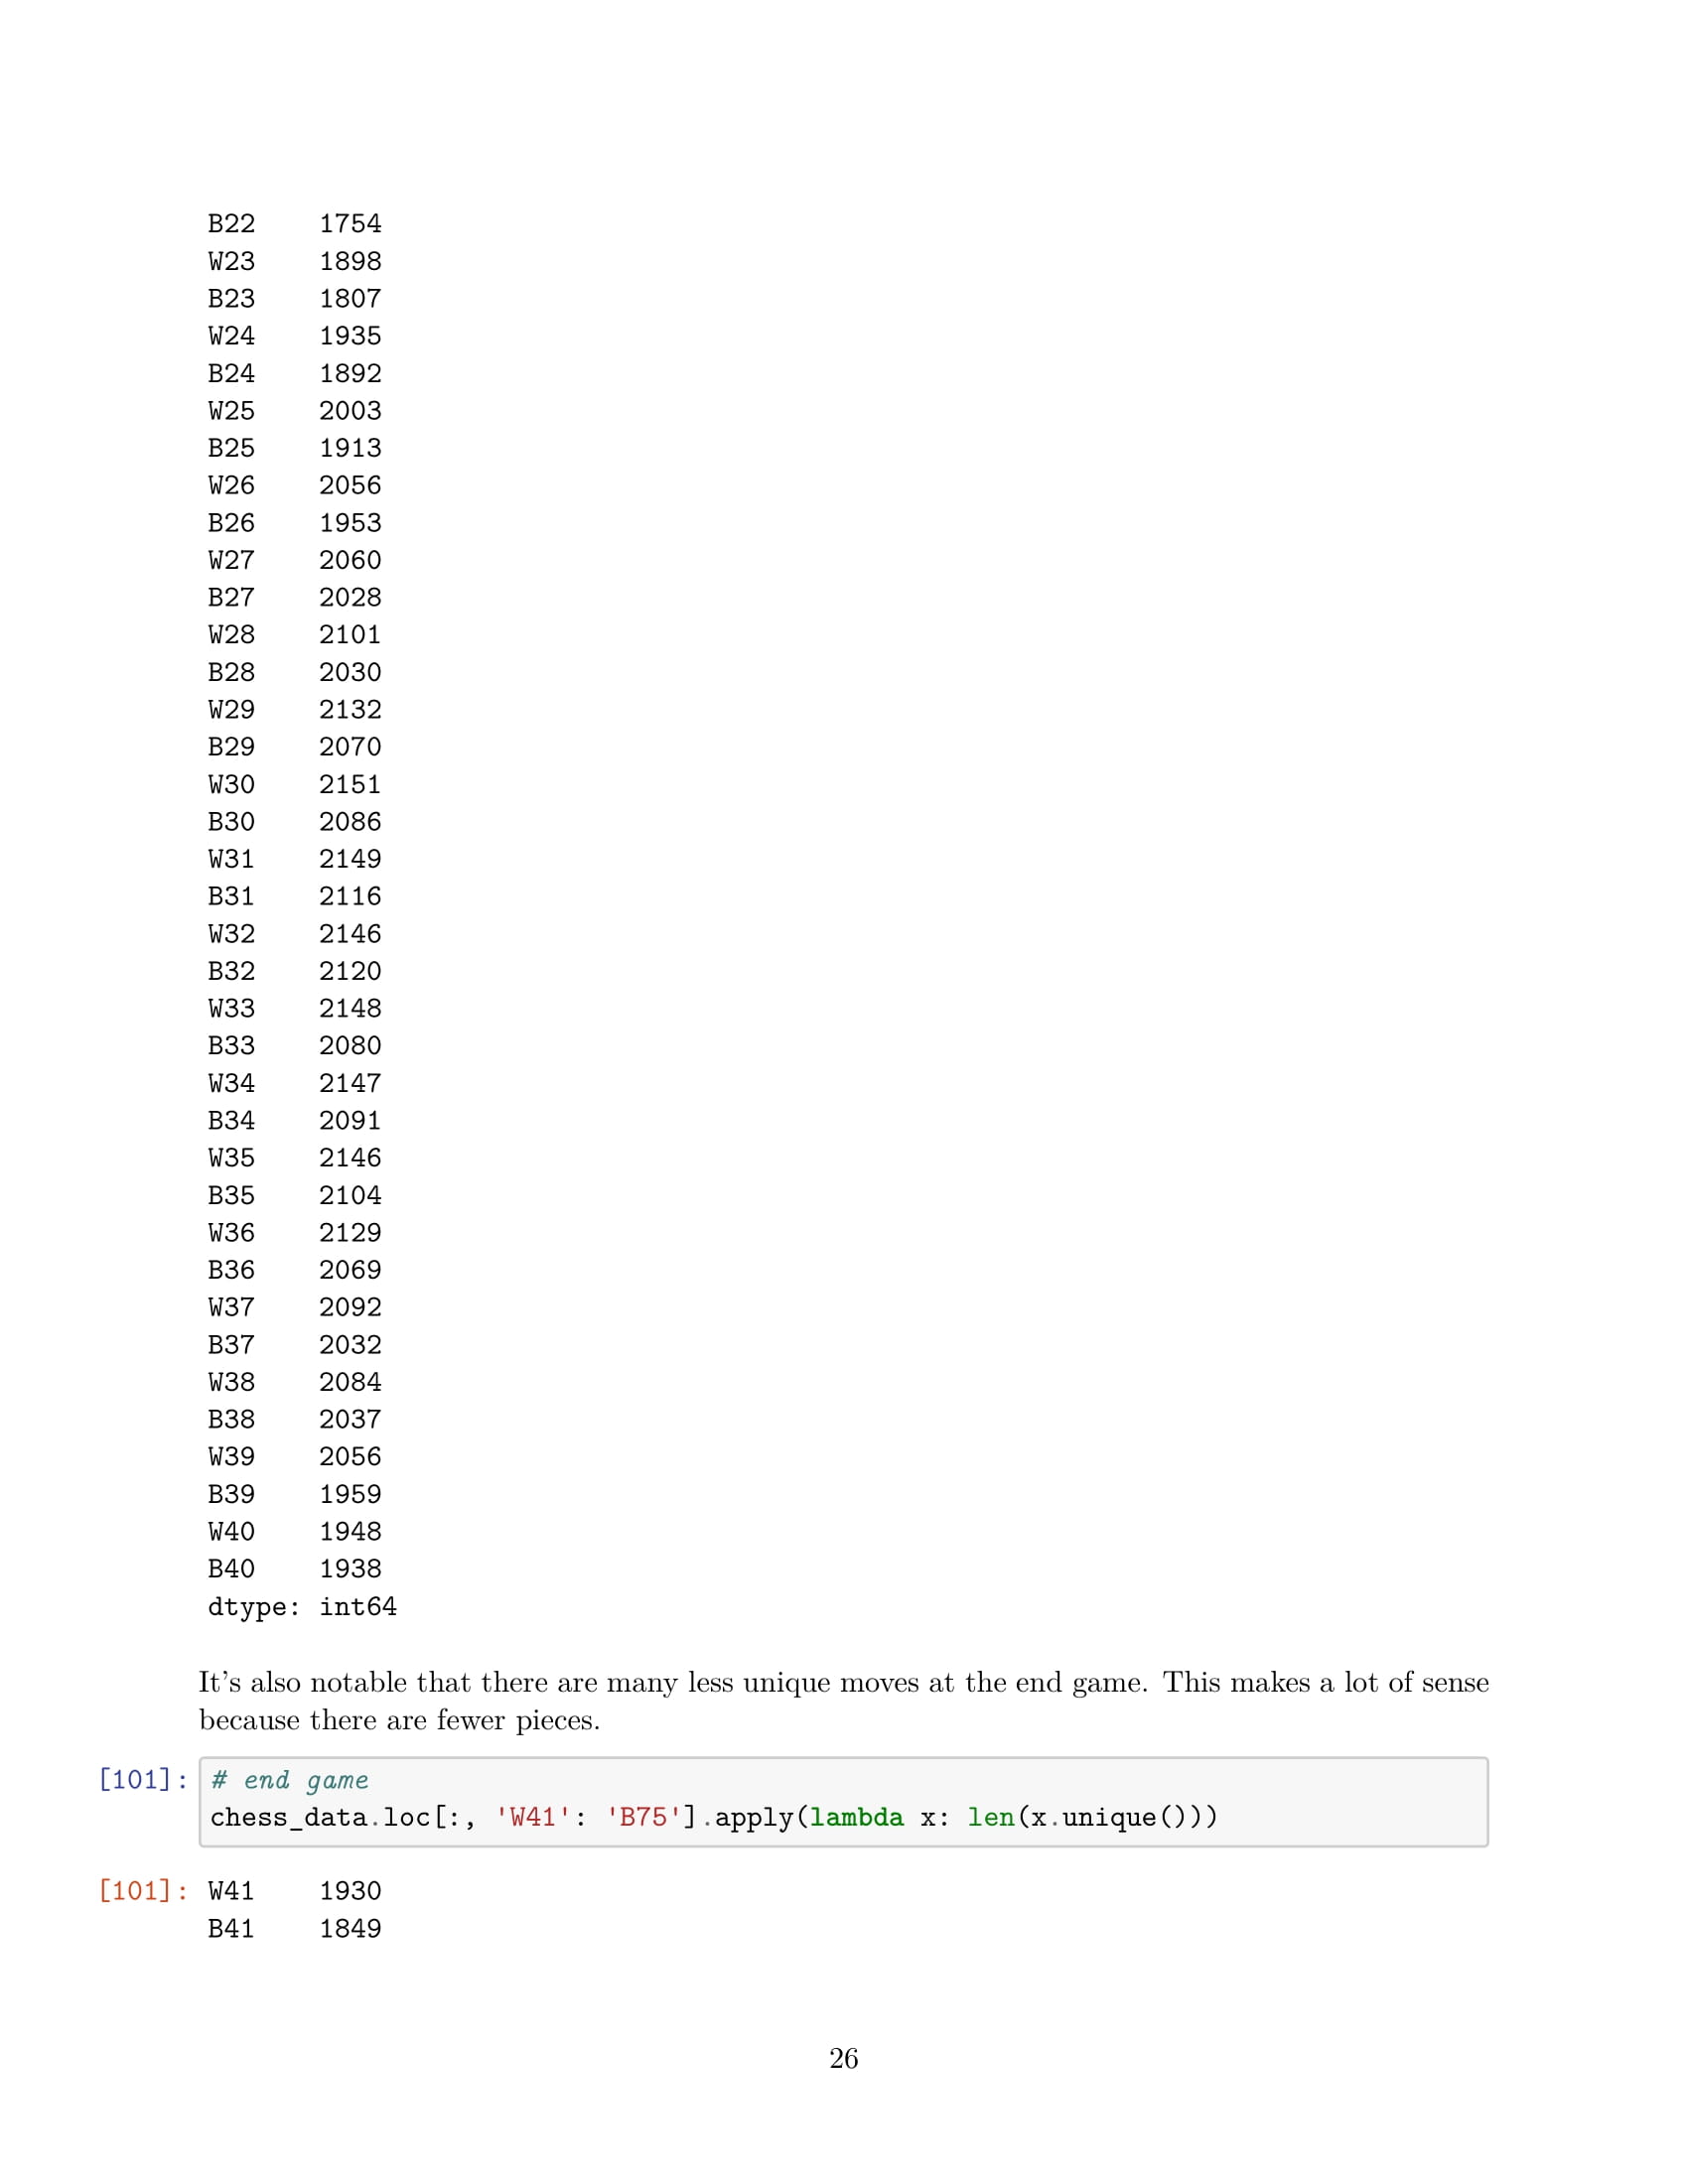 B22    1754
W23    1898
B23    1807
W24    1935
B24    1892
W25    2003
B25    1913
W26    2056
B26    1953
W27    2060
B27    2028
W28    2101
B28    2030
W29    2132
B29    2070
W30    2151
B30    2086
W31    2149
B31    2116
W32    2146
B32    2120
W33    2148
B33    2080
W34    2147
B34    2091
W35    2146
B35    2104
W36    2129
B36    2069
W37    2092
B37    2032
W38    2084
B38    2037
W39    2056
B39    1959
W40    1948
B40    1938
dtype: int64
It's also notable that there are many less unique moves at the end game. This makes a lot of sense
because there are fewer pieces.
[101]: # end game
chess_data.loc[:, 'W41': 'B75'].apply(lambda x: len(x.unique()))
[101]: W41    1930
B41    1849
26